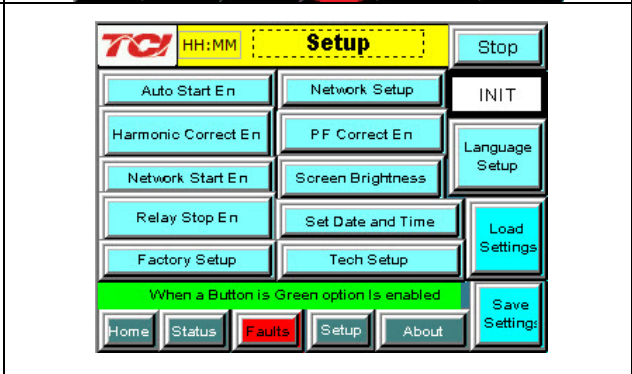 TCI HH:MM Setup Stop
Auto Start En Network Setup INIT
Harmonic Correct En PF Correct En Language
Setup
Network Start En Screen Brightness
Relay Stop En Set Date and Time Load
Settings
Factory Setup Tech Setup
When a Button is Green option Is enabled Save
Settings
Home Status Faults Setup About